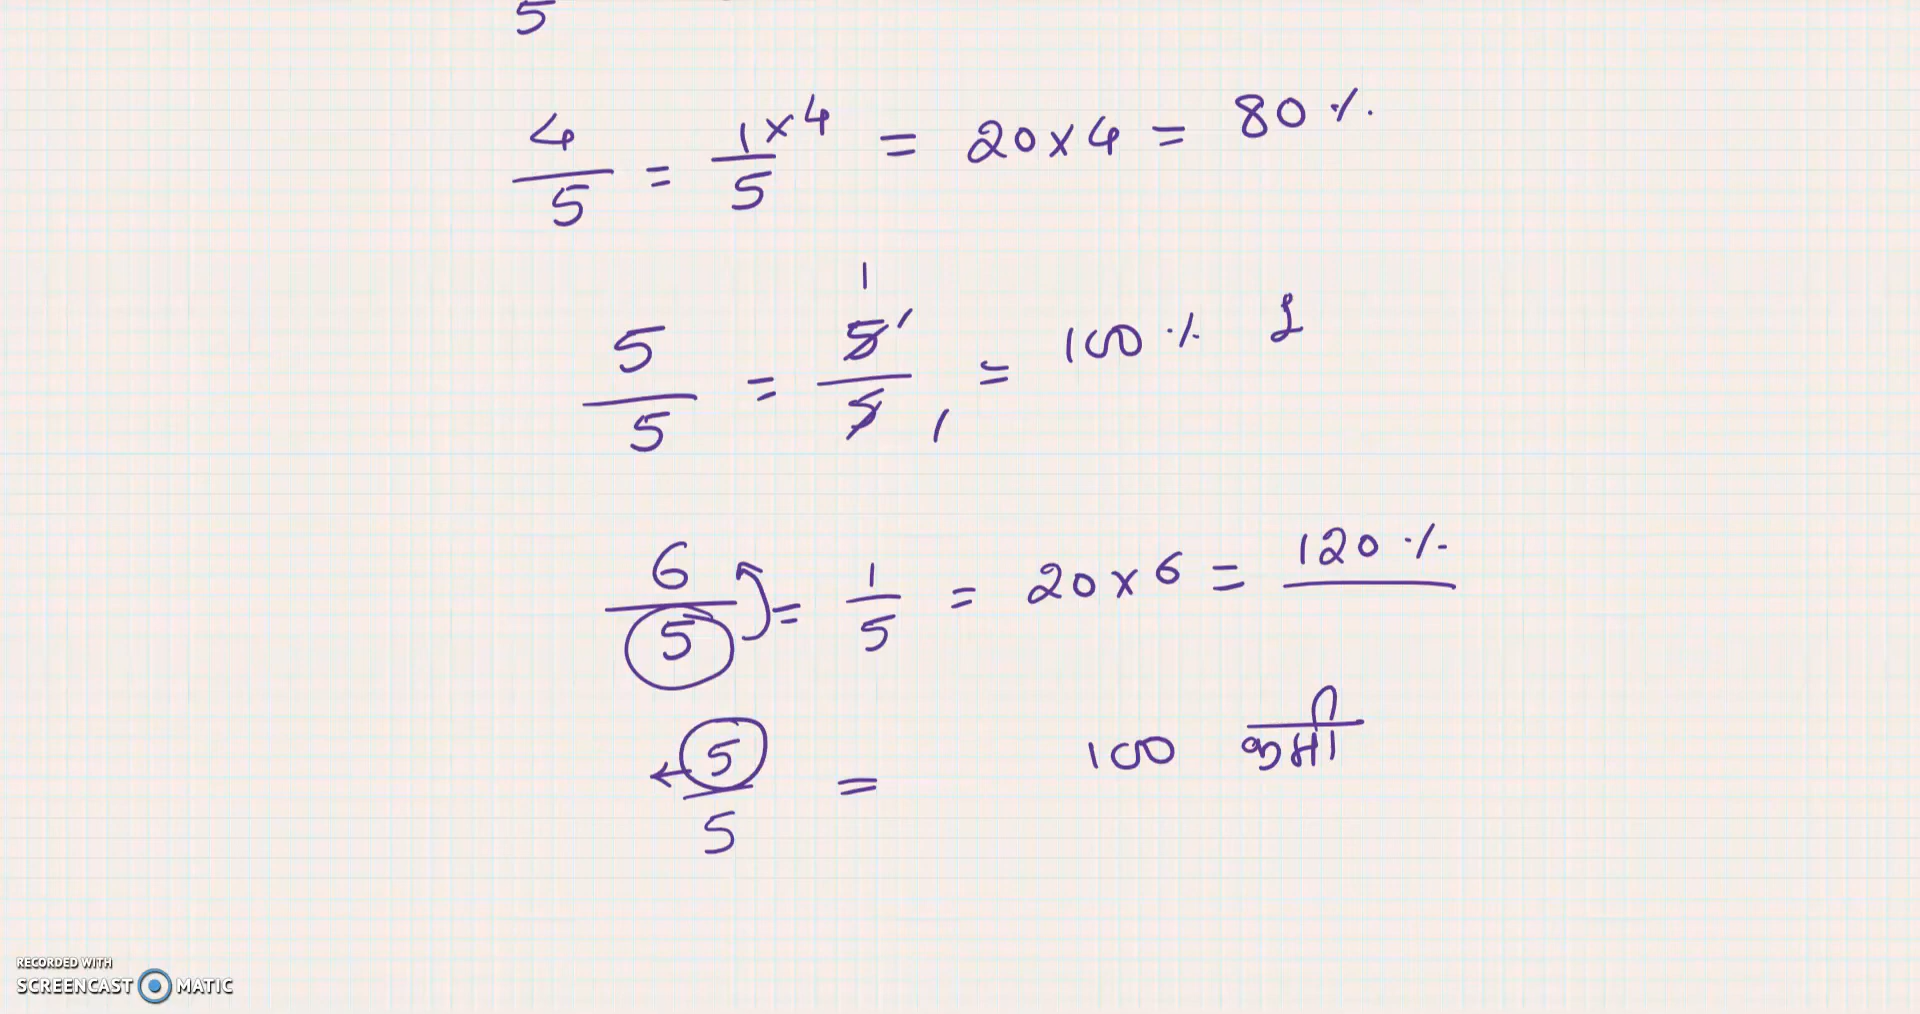 5
4/5 = 1/5 × 4 = 20 × 4 = 80 %
5/5 = 5/5 = 100 %
6/5 = 1/5 = 20 × 6 = 120 %
5/5 = 100 कमी
RECORDED WITH
SCREENCAST MATIC